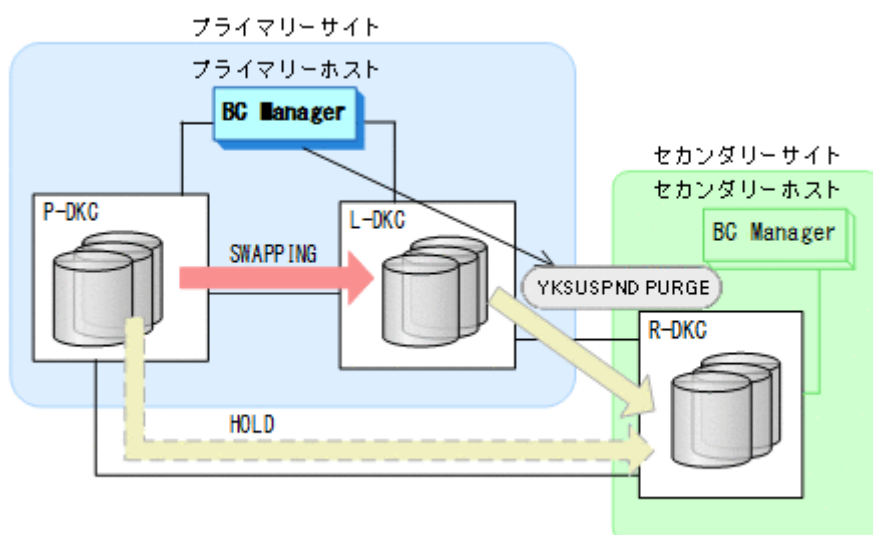 プライマリーサイト
プライマリーホスト
BC Manager
セカンダリーサイト
セカンダリーホスト
BC Manager
P-DKC
L-DKC
SWAPPING
YKSUSPND PURGE
R-DKC
HOLD